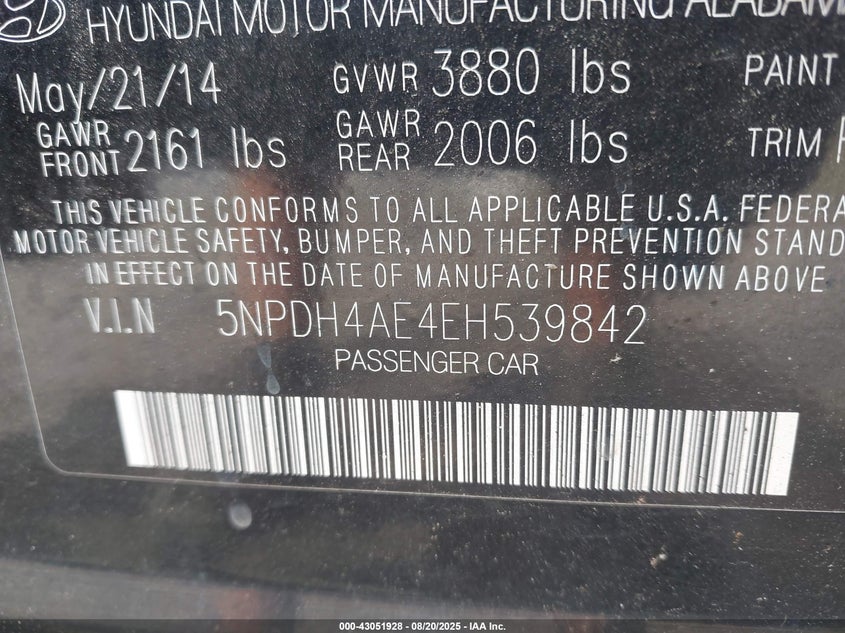 HYUNDAI MOTOR MANUFACTURING ALABAMA
May/21/14 GVWR 3880 lbs PAINT
GAWR FRONT 2161 lbs GAWR REAR 2006 lbs TRIM
THIS VEHICLE CONFORMS TO ALL APPLICABLE U.S.A. FEDERA
MOTOR VEHICLE SAFETY, BUMPER, AND THEFT PREVENTION STAND
IN EFFECT ON THE DATE OF MANUFACTURE SHOWN ABOVE
V.I.N 5NPDH4AE4EH539842
PASSENGER CAR
000-43051928 - 08/20/2025 - IAA Inc.